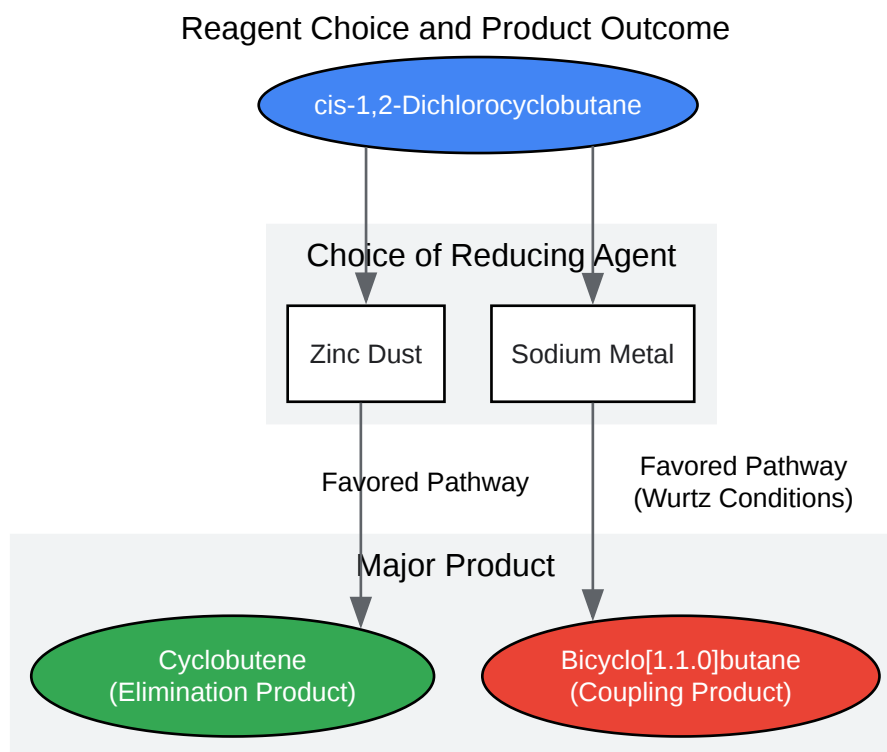 Reagent Choice and Product Outcome
cis-1,2-Dichlorocyclobutane
Choice of Reducing Agent
Zinc Dust
Sodium Metal
Favored Pathway
Favored Pathway
(Wurtz Conditions)
Major Product
Cyclobutene
(Elimination Product)
Bicyclo[1.1.0]butane
(Coupling Product)